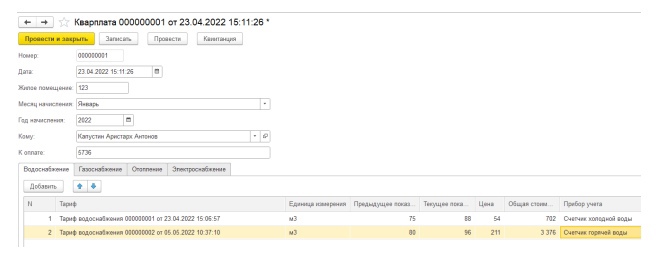 Квартплата 000000001 от 23.04.2022 15:11:26 *
Провести и закрыть Записать Провести Квитанция
Номер: 000000001
Дата: 23.04.2022 15:11:26
Жилое помещение: 123
Месяц начисления: Январь
Год начисления: 2022
Кому: Капустин Аристарх Антонов
К оплате: 5736
Водоснабжение Газоснабжение Отопление Электроснабжение
Добавить
N Тариф Единица измерения Предыдущее показ... Текущее пока... Цена Общая стоим... Прибор учета
1 Тариф водоснабжения 000000001 от 23.04.2022 15:06:57 м3 75 88 54 702 Счетчик холодной воды
2 Тариф водоснабжения 000000002 от 05.05.2022 10:37:10 м3 80 96 211 3 376 Счетчик горячей воды